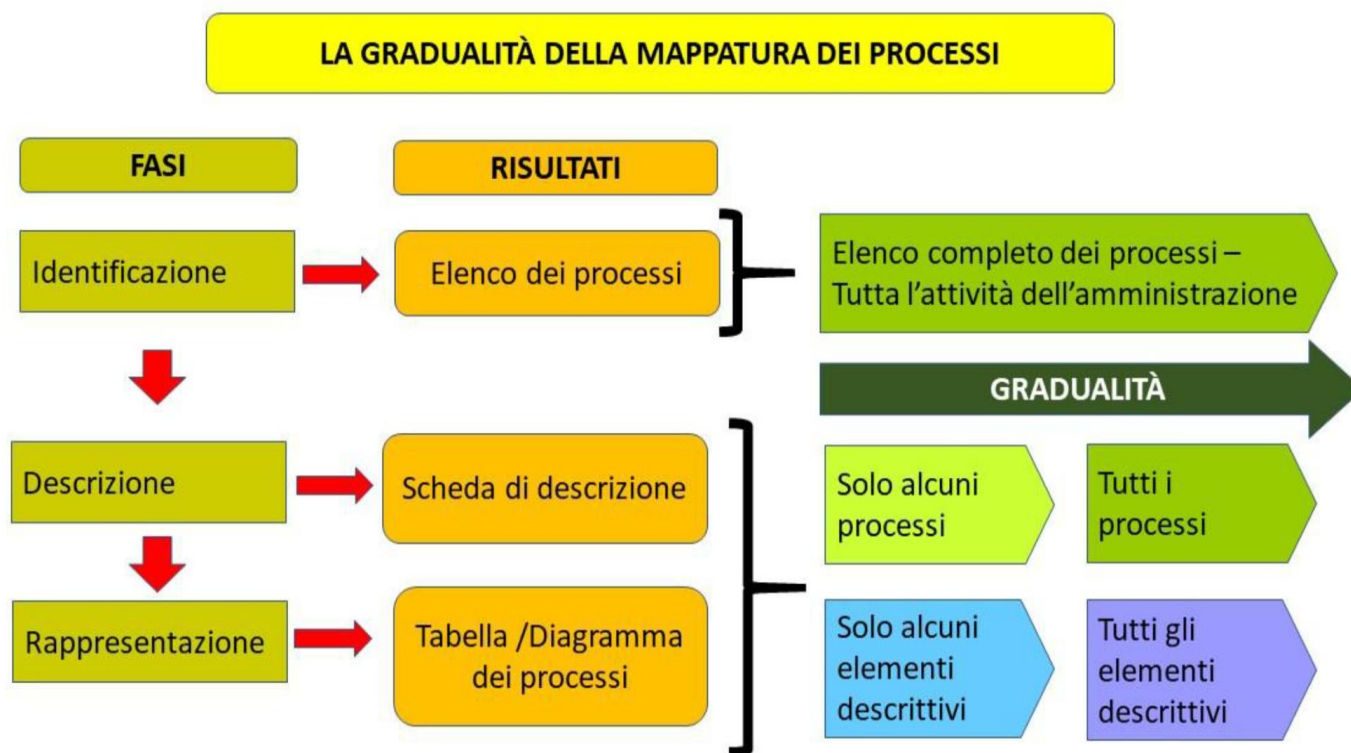 LA GRADUALITÀ DELLA MAPPATURA DEI PROCESSI
FASI
RISULTATI
Identificazione
Elenco dei processi
Elenco completo dei processi –
Tutta l’attività dell’amministrazione
GRADUALITÀ
Descrizione
Scheda di descrizione
Solo alcuni
processi
Tutti i
processi
Rappresentazione
Tabella /Diagramma
dei processi
Solo alcuni
elementi
descrittivi
Tutti gli
elementi
descrittivi